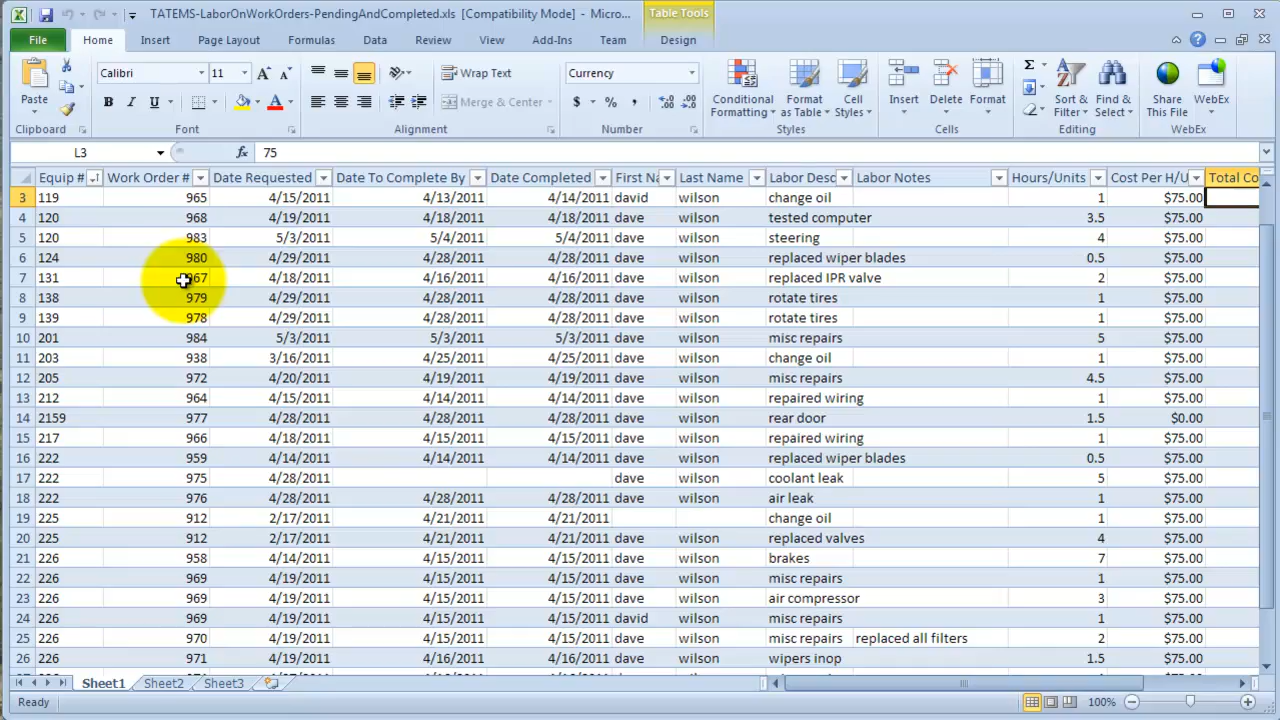 TATEMS-LaborOnWorkOrders-PendingAndCompleted.xls [Compatibility Mode] - Micro... Table Tools
File Home Insert Page Layout Formulas Data Review View Add-Ins Team Design
Calibri 11 Wrap Text Currency
Paste B I U A Merge & Center $ % , Conditional Formatting Format as Table Cell Styles Insert Delete Format Sort & Filter Find & Select Share This File WebEx
Clipboard Font Alignment Number Styles Cells Editing WebEx
L3 fx 75
Equip # Work Order # Date Requested Date To Complete By Date Completed First Na Last Name Labor Desc Labor Notes Hours/Units Cost Per H/U Total Co
3 119 965 4/15/2011 4/13/2011 4/14/2011 david wilson change oil 1 $75.00
4 120 968 4/19/2011 4/18/2011 4/18/2011 dave wilson tested computer 3.5 $75.00
5 120 983 5/3/2011 5/4/2011 5/4/2011 dave wilson steering 4 $75.00
6 124 980 4/29/2011 4/28/2011 4/28/2011 dave wilson replaced wiper blades 0.5 $75.00
7 131 967 4/18/2011 4/16/2011 4/16/2011 dave wilson replaced IPR valve 2 $75.00
8 138 979 4/29/2011 4/28/2011 4/28/2011 dave wilson rotate tires 1 $75.00
9 139 978 4/29/2011 4/28/2011 4/28/2011 dave wilson rotate tires 1 $75.00
10 201 984 5/3/2011 5/3/2011 5/3/2011 dave wilson misc repairs 5 $75.00
11 203 938 3/16/2011 4/25/2011 4/25/2011 dave wilson change oil 1 $75.00
12 205 972 4/20/2011 4/19/2011 4/19/2011 dave wilson misc repairs 4.5 $75.00
13 212 964 4/15/2011 4/14/2011 4/14/2011 dave wilson repaired wiring 1 $75.00
14 2159 977 4/28/2011 4/28/2011 4/28/2011 dave wilson rear door 1.5 $0.00
15 217 966 4/18/2011 4/15/2011 4/15/2011 dave wilson repaired wiring 1 $75.00
16 222 959 4/14/2011 4/14/2011 4/14/2011 dave wilson replaced wiper blades 0.5 $75.00
17 222 975 4/28/2011 dave wilson coolant leak 5 $75.00
18 222 976 4/28/2011 4/28/2011 4/28/2011 dave wilson air leak 1 $75.00
19 225 912 2/17/2011 4/21/2011 4/21/2011 change oil 1 $75.00
20 225 912 2/17/2011 4/21/2011 4/21/2011 dave wilson replaced valves 4 $75.00
21 226 958 4/14/2011 4/15/2011 4/15/2011 dave wilson brakes 7 $75.00
22 226 969 4/19/2011 4/15/2011 4/15/2011 dave wilson misc repairs 1 $75.00
23 226 969 4/19/2011 4/15/2011 4/15/2011 dave wilson air compressor 3 $75.00
24 226 969 4/19/2011 4/15/2011 4/15/2011 david wilson misc repairs 1 $75.00
25 226 970 4/19/2011 4/15/2011 4/15/2011 dave wilson misc repairs replaced all filters 2 $75.00
26 226 971 4/19/2011 4/16/2011 4/16/2011 dave wilson wipers inop 1.5 $75.00
Sheet1 Sheet2 Sheet3
Ready 100%